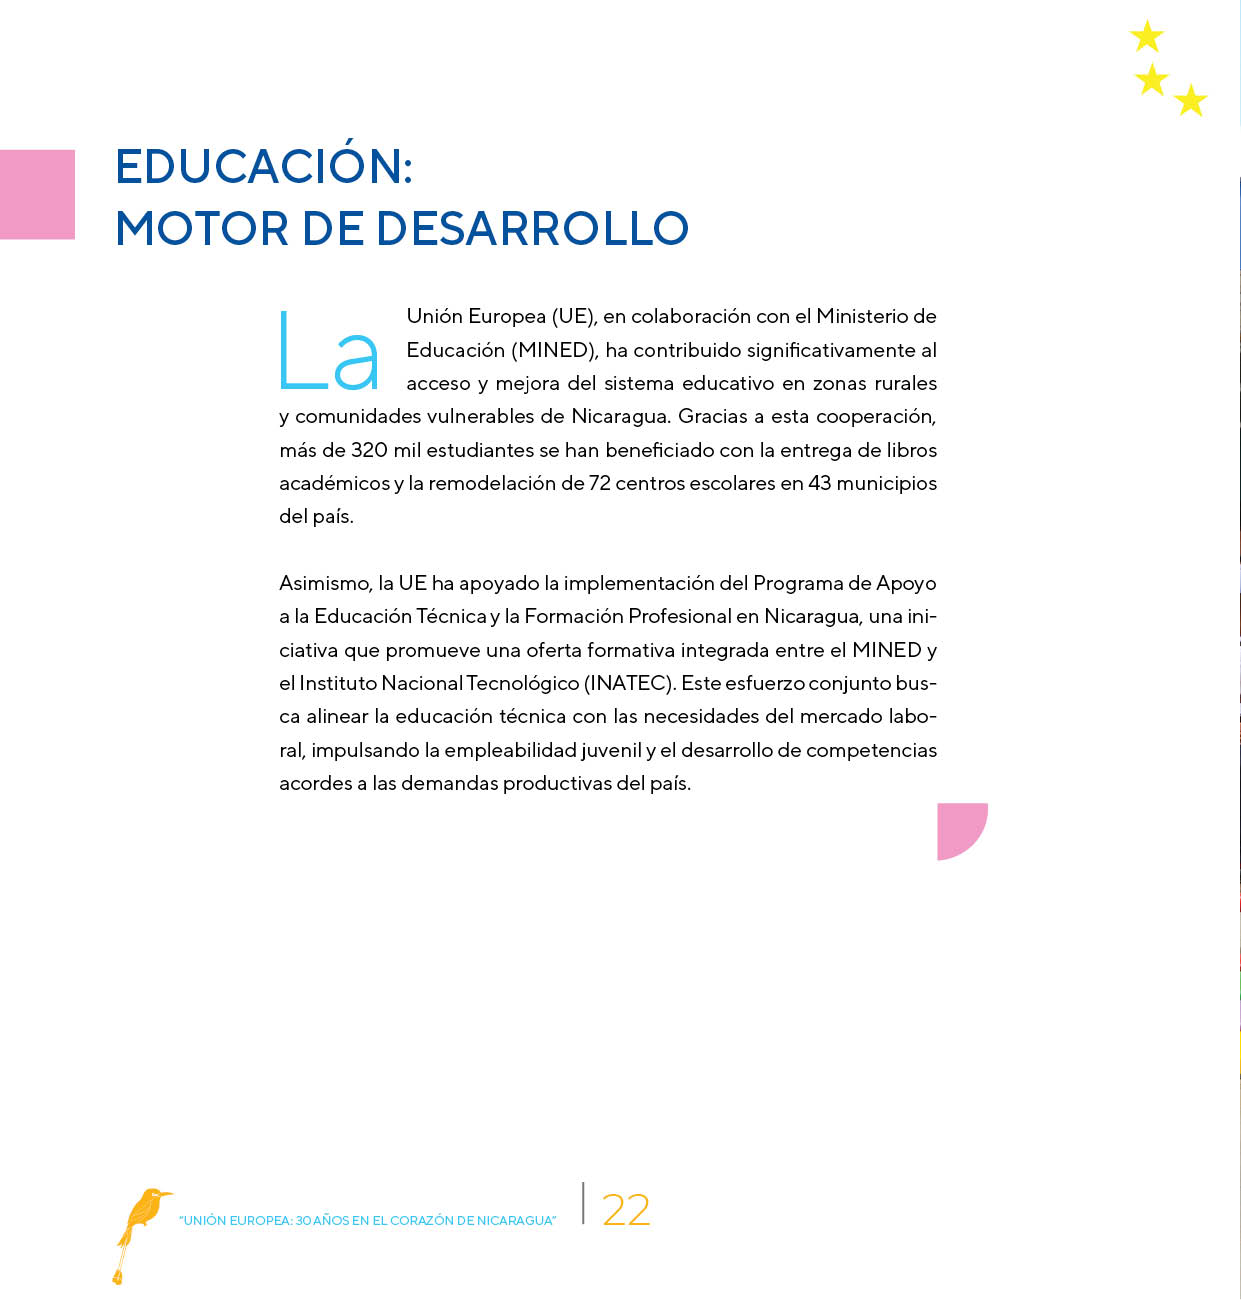 EDUCACIÓN:
MOTOR DE DESARROLLO
La Unión Europea (UE), en colaboración con el Ministerio de
Educación (MINED), ha contribuido significativamente al
acceso y mejora del sistema educativo en zonas rurales
y comunidades vulnerables de Nicaragua. Gracias a esta cooperación,
más de 320 mil estudiantes se han beneficiado con la entrega de libros
académicos y la remodelación de 72 centros escolares en 43 municipios
del país.
Asimismo, la UE ha apoyado la implementación del Programa de Apoyo
a la Educación Técnica y la Formación Profesional en Nicaragua, una ini-
ciativa que promueve una oferta formativa integrada entre el MINED y
el Instituto Nacional Tecnológico (INATEC). Este esfuerzo conjunto bus-
ca alinear la educación técnica con las necesidades del mercado labo-
ral, impulsando la empleabilidad juvenil y el desarrollo de competencias
acordes a las demandas productivas del país.
"UNIÓN EUROPEA: 30 AÑOS EN EL CORAZÓN DE NICARAGUA"
22